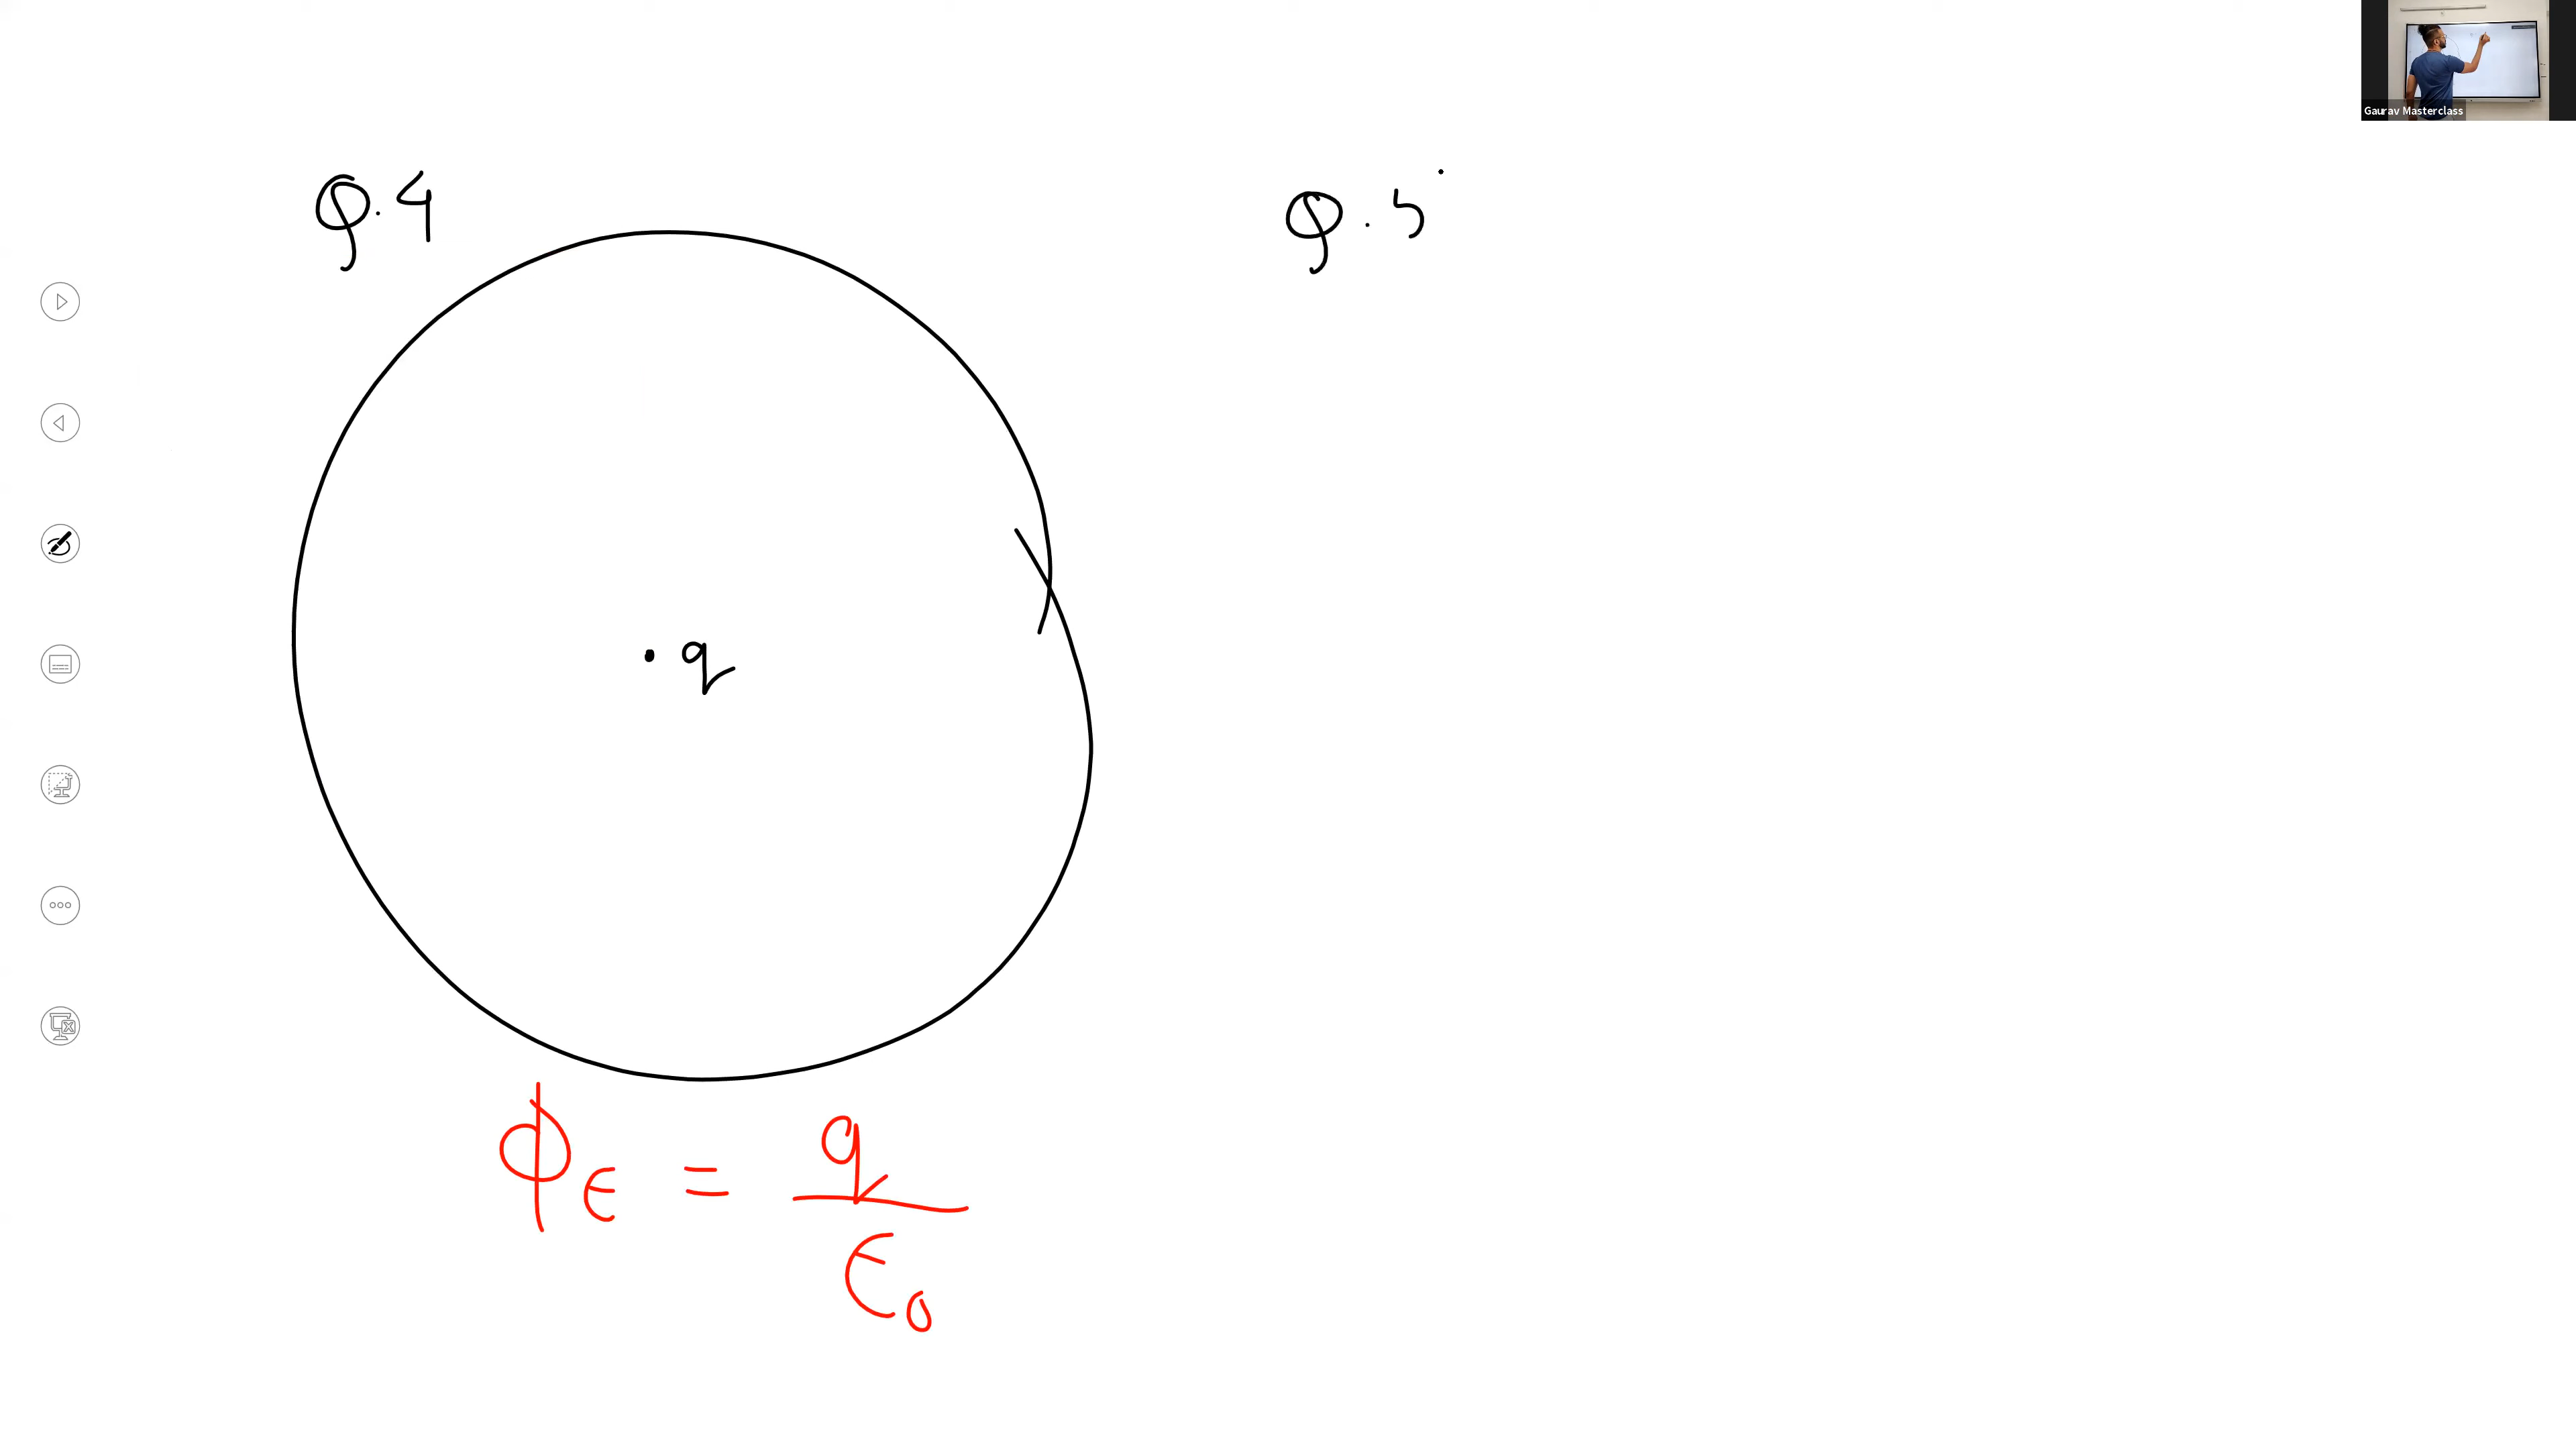 Gaurav Masterclass
Q.4
Q.5
q
ϕ_E = q/ε₀